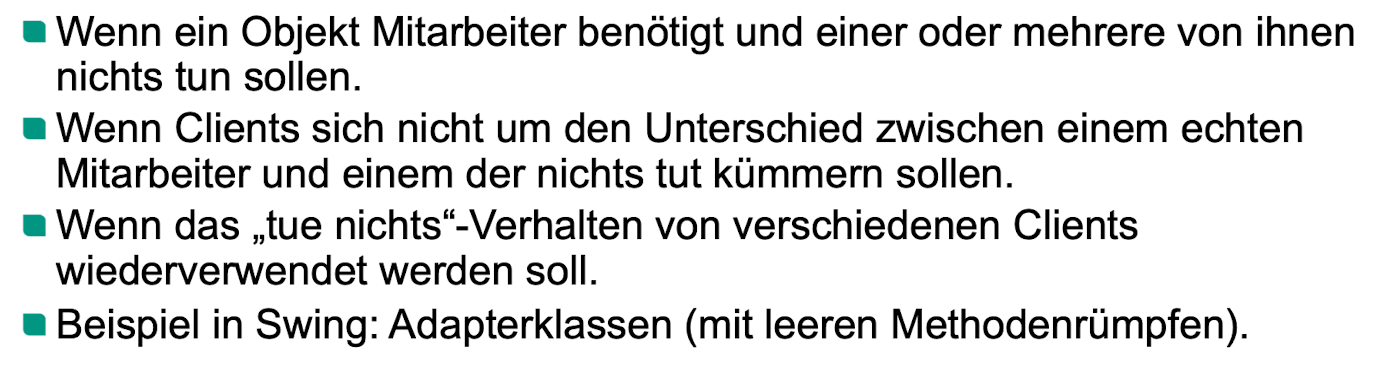 Wenn ein Objekt Mitarbeiter benötigt und einer oder mehrere von ihnen
nichts tun sollen.
Wenn Clients sich nicht um den Unterschied zwischen einem echten
Mitarbeiter und einem der nichts tut kümmern sollen.
Wenn das „tue nichts“-Verhalten von verschiedenen Clients
wiederverwendet werden soll.
Beispiel in Swing: Adapterklassen (mit leeren Methodenrümpfen).